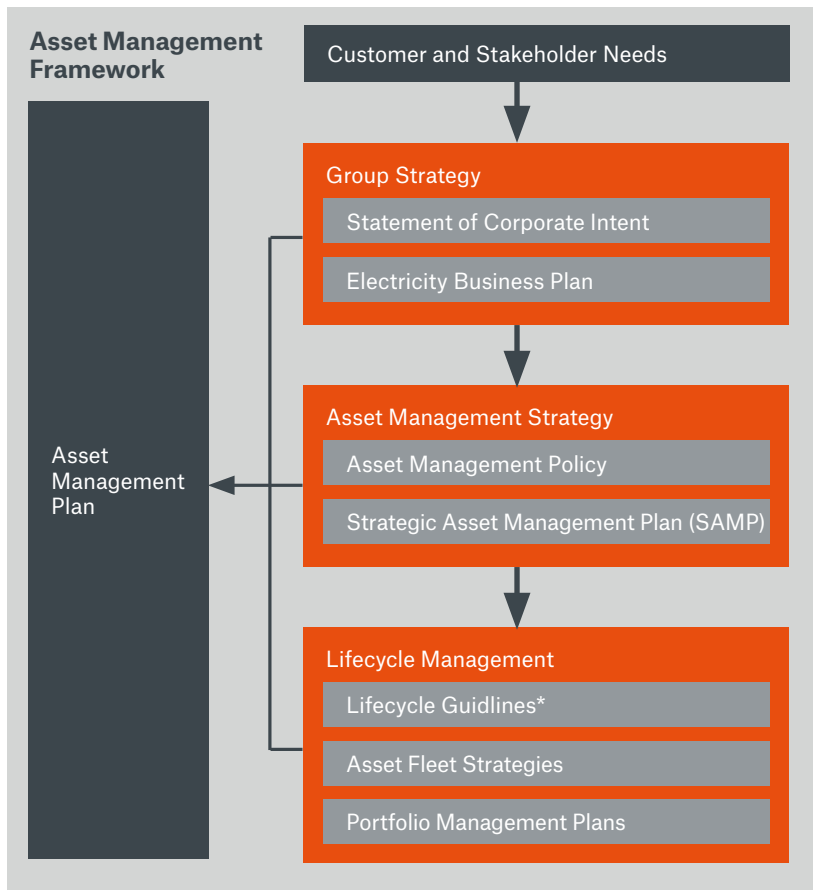 Asset Management
Framework
Customer and Stakeholder Needs
Group Strategy
Statement of Corporate Intent
Electricity Business Plan
Asset Management Strategy
Asset Management Policy
Strategic Asset Management Plan (SAMP)
Asset
Management
Plan
Lifecycle Management
Lifecycle Guidlines*
Asset Fleet Strategies
Portfolio Management Plans